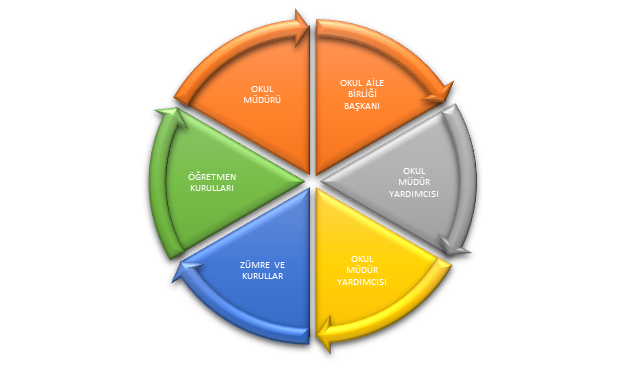 OKUL
MÜDÜRÜ
OKUL AİLE
BİRLİĞİ
BAŞKANI
OKUL
MÜDÜR
YARDIMCISI
OKUL
MÜDÜR
YARDIMCISI
ZÜMRE VE
KURULLAR
ÖĞRETMEN
KURULLARI